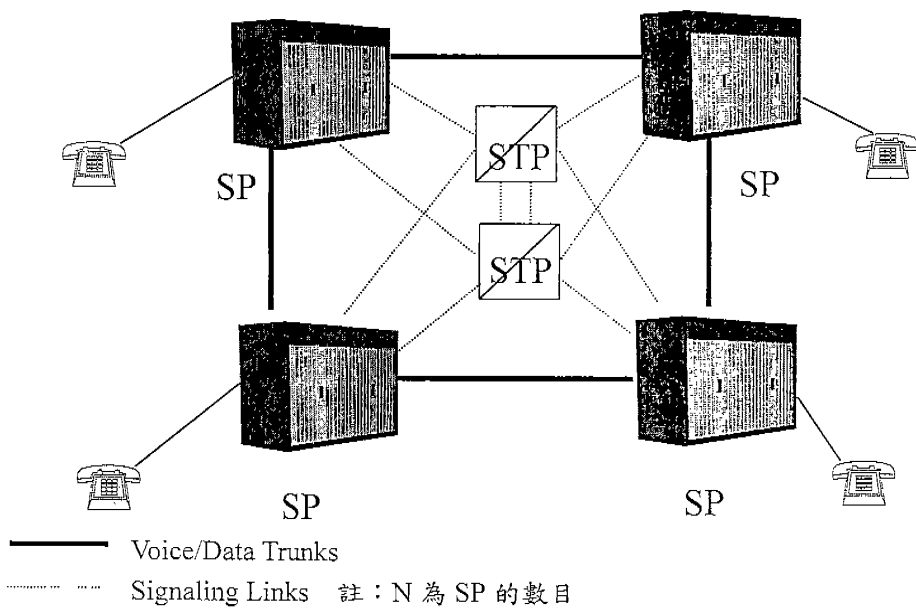 STP
SP
SP
STP
SP
SP
Voice/Data Trunks
Signaling Links 註：N 為 SP 的數目